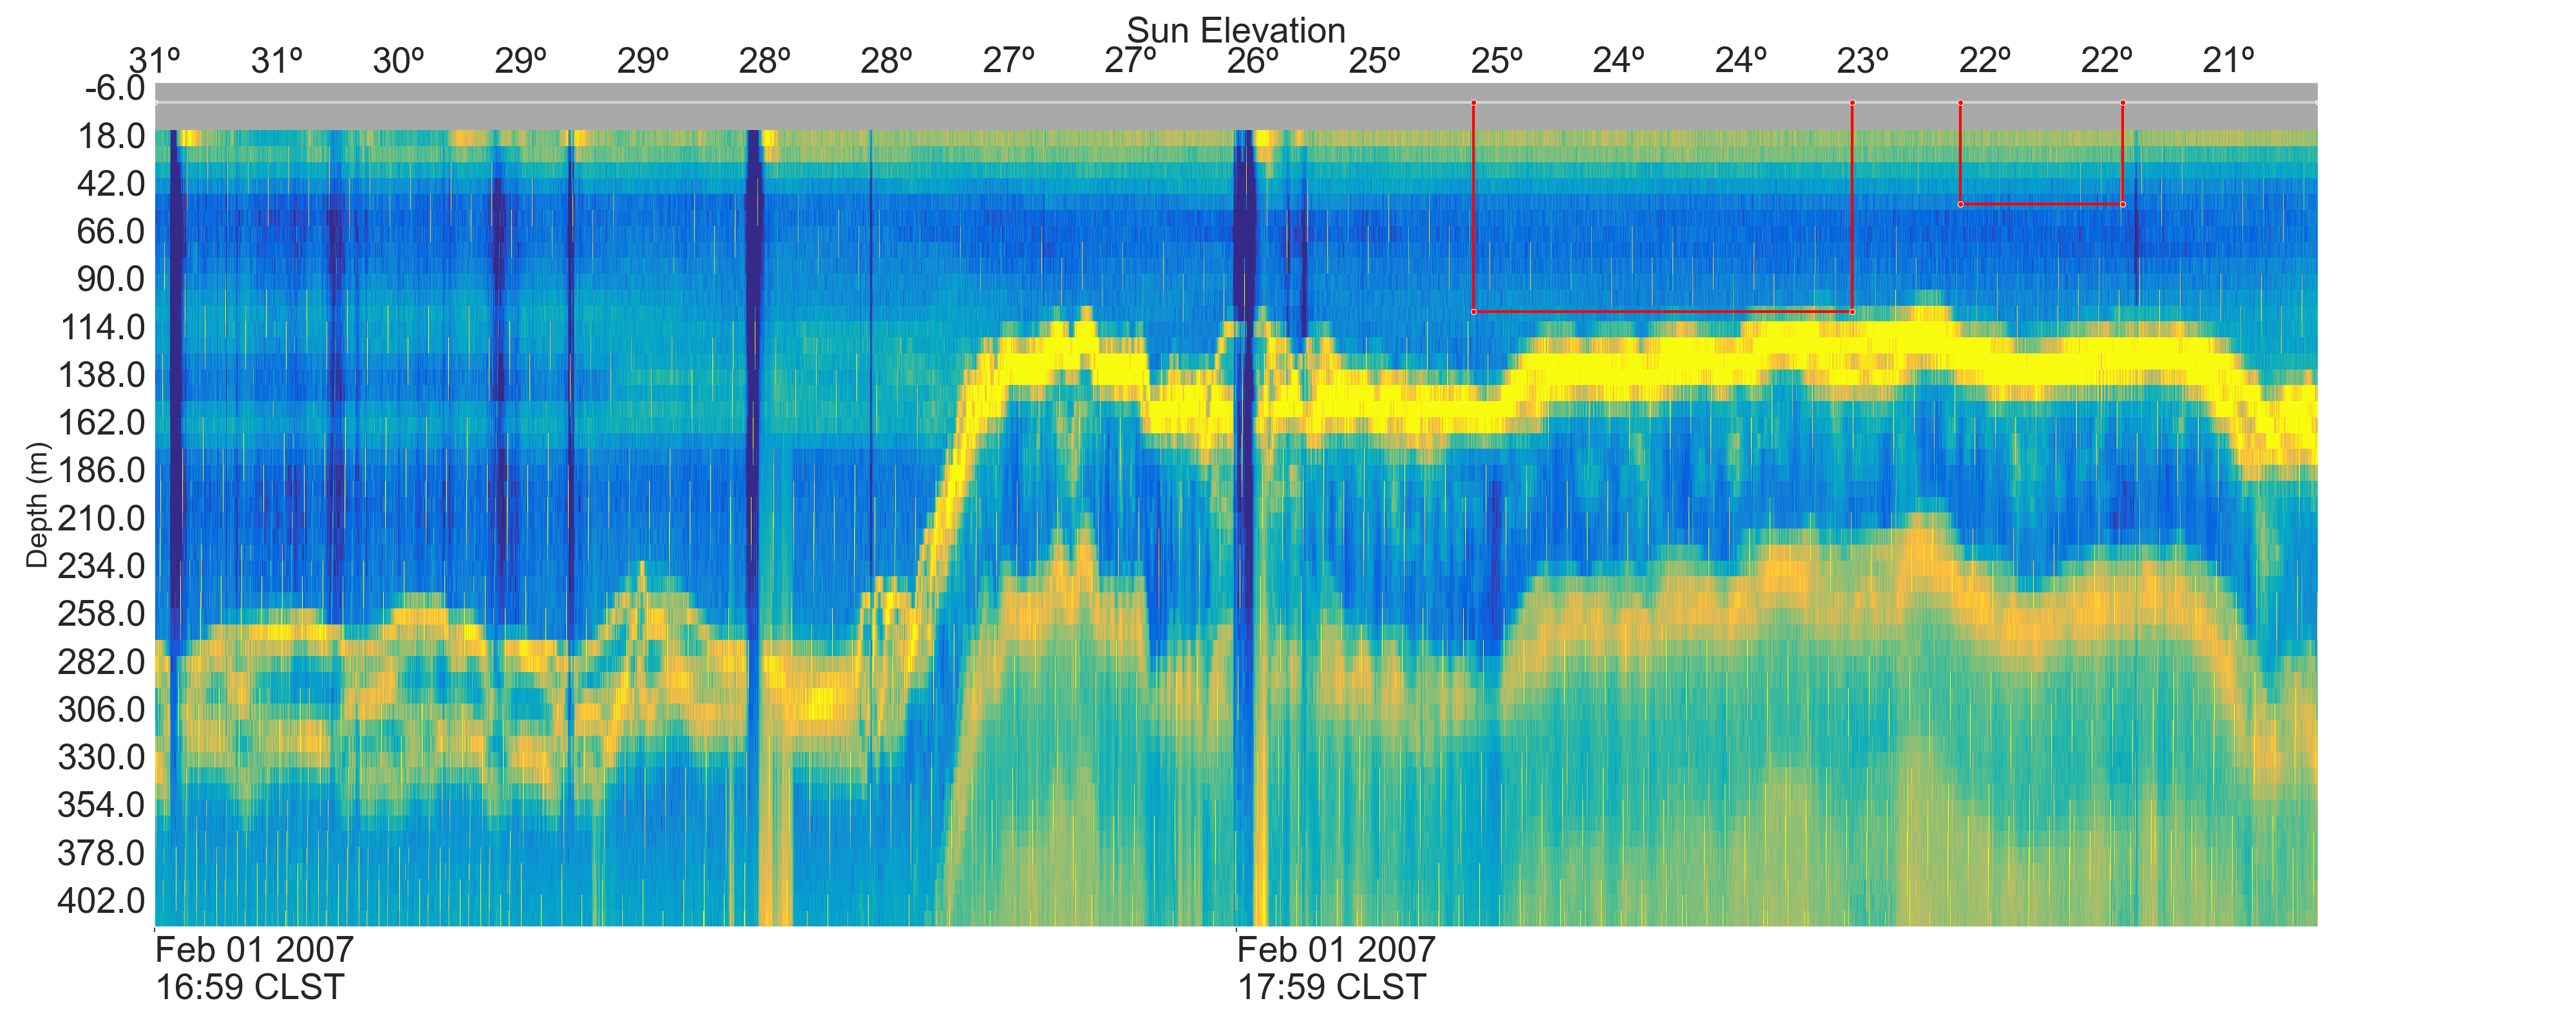 Sun Elevation
31º 31º 30º 29º 29º 28º 28º 27º 27º 26º 25º 25º 24º 24º 23º 22º 22º 21º
-6.0
18.0
42.0
66.0
90.0
114.0
138.0
162.0
186.0
210.0
234.0
258.0
282.0
306.0
330.0
354.0
378.0
402.0
Depth (m)
Feb 01 2007
16:59 CLST
Feb 01 2007
17:59 CLST